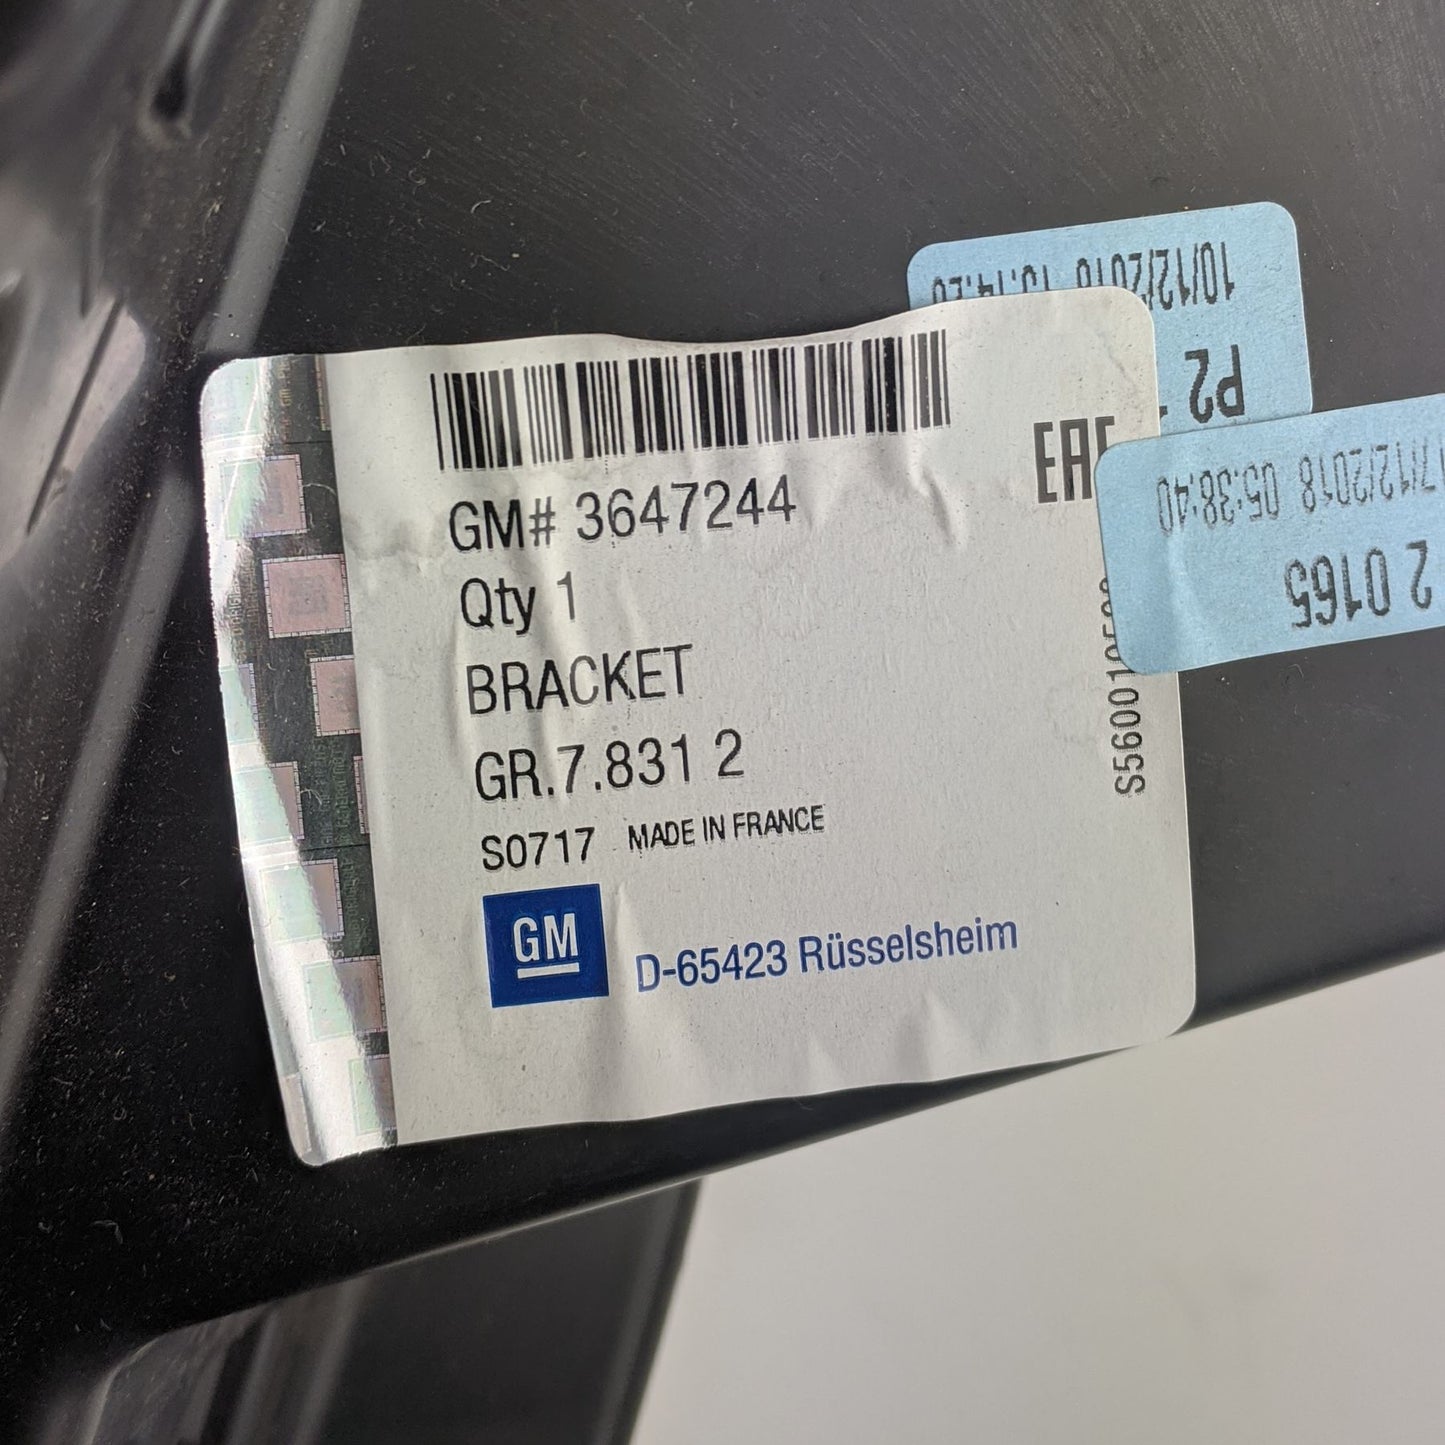 10/12/2018
P2
17/12/2018 05:38:40
2 0165
EAC
GM# 3647244
Qty 1
BRACKET
GR.7.831 2
S0717 MADE IN FRANCE
GM
D-65423 Rüsselsheim